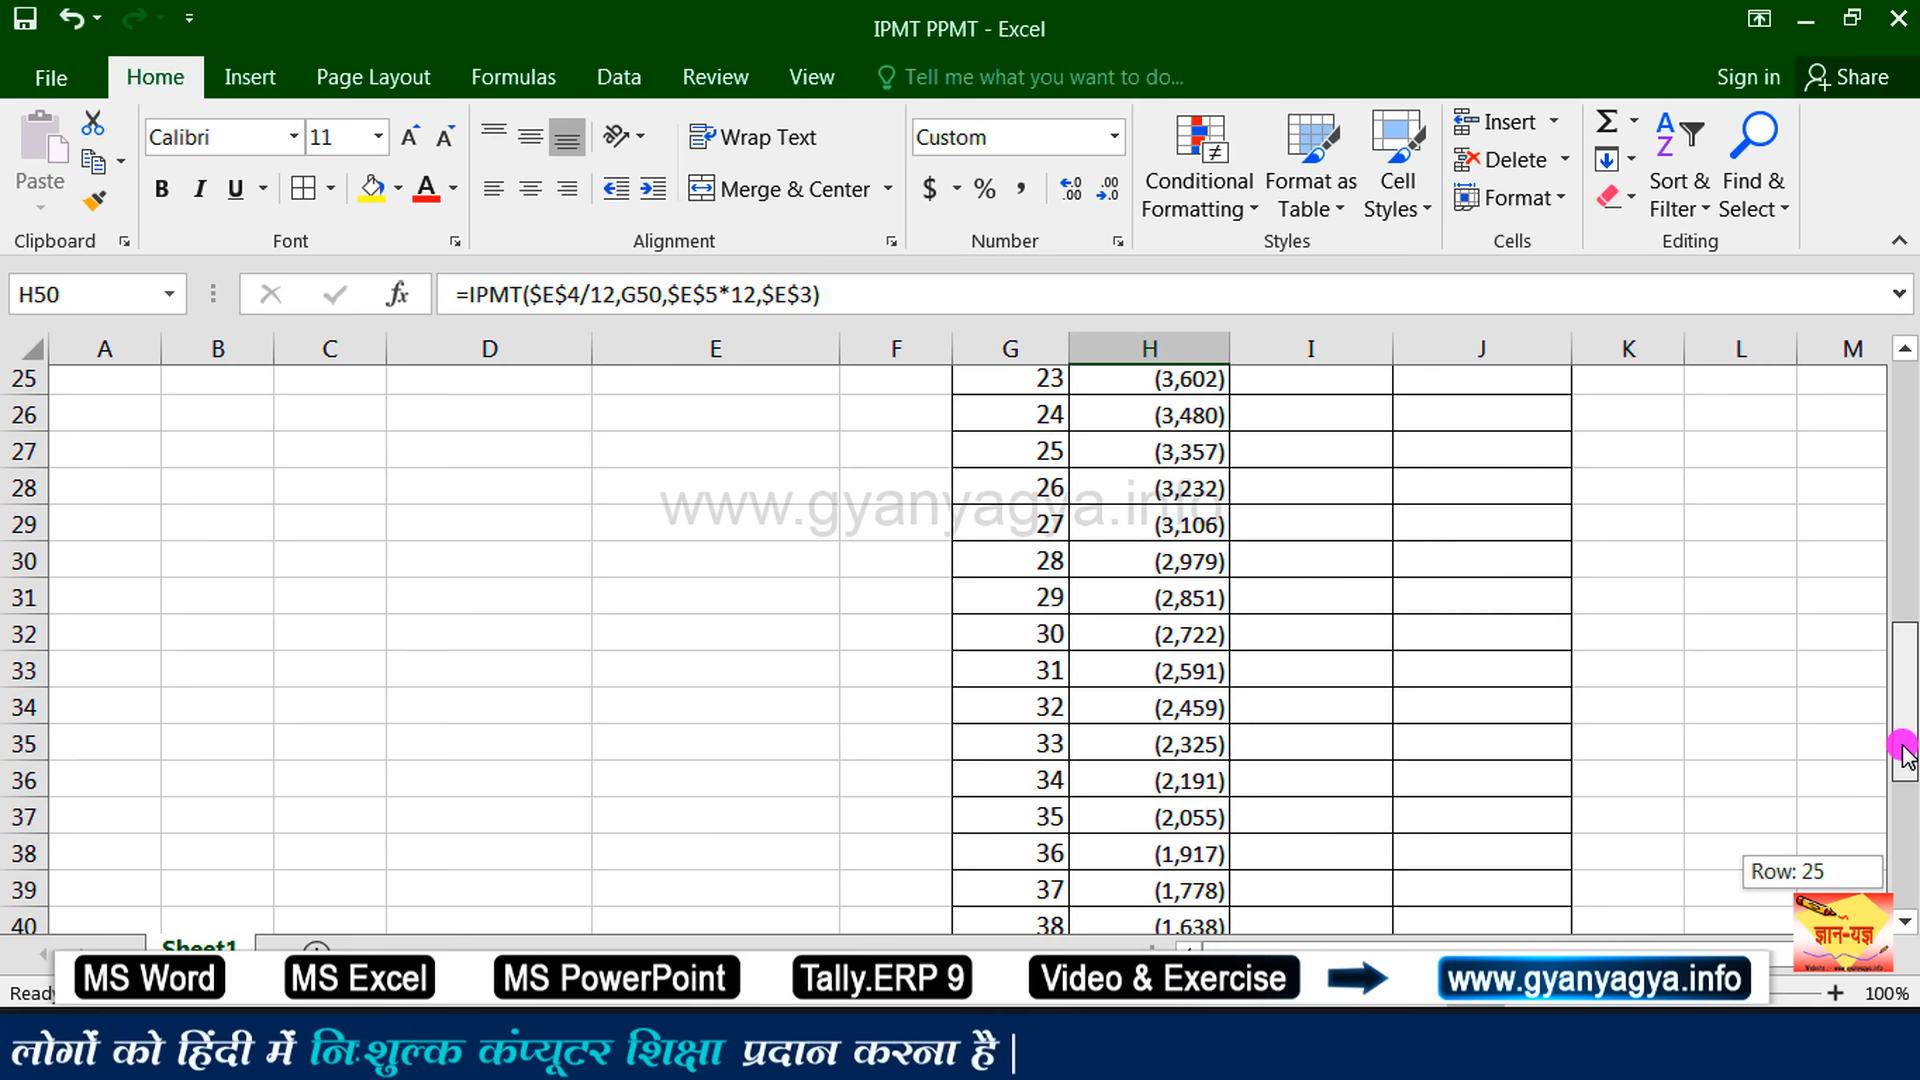 IPMT PPMT - Excel
File Home Insert Page Layout Formulas Data Review View Tell me what you want to do... Sign in Share
Calibri 11 Wrap Text Custom Insert
Paste Delete
B I U A Merge & Center $ % , Conditional Formatting Format as Table Cell Styles Format Sort & Filter Find & Select
Clipboard Font Alignment Number Styles Cells Editing
H50 fx =IPMT($E$4/12,G50,$E$5*12,$E$3)
A B C D E F G H I J K L M
25 23 (3,602)
26 24 (3,480)
27 25 (3,357)
28 26 (3,232)
www.gyanyagya.info
29 27 (3,106)
30 28 (2,979)
31 29 (2,851)
32 30 (2,722)
33 31 (2,591)
34 32 (2,459)
35 33 (2,325)
36 34 (2,191)
37 35 (2,055)
38 36 (1,917)
Row: 25
39 37 (1,778)
40 38 (1,638)
ज्ञान-यज्ञ
Sheet1
MS Word MS Excel MS PowerPoint Tally.ERP 9 Video & Exercise www.gyanyagya.info
Ready 100%
लोगों को हिंदी में निःशुल्क कंप्यूटर शिक्षा प्रदान करना है |